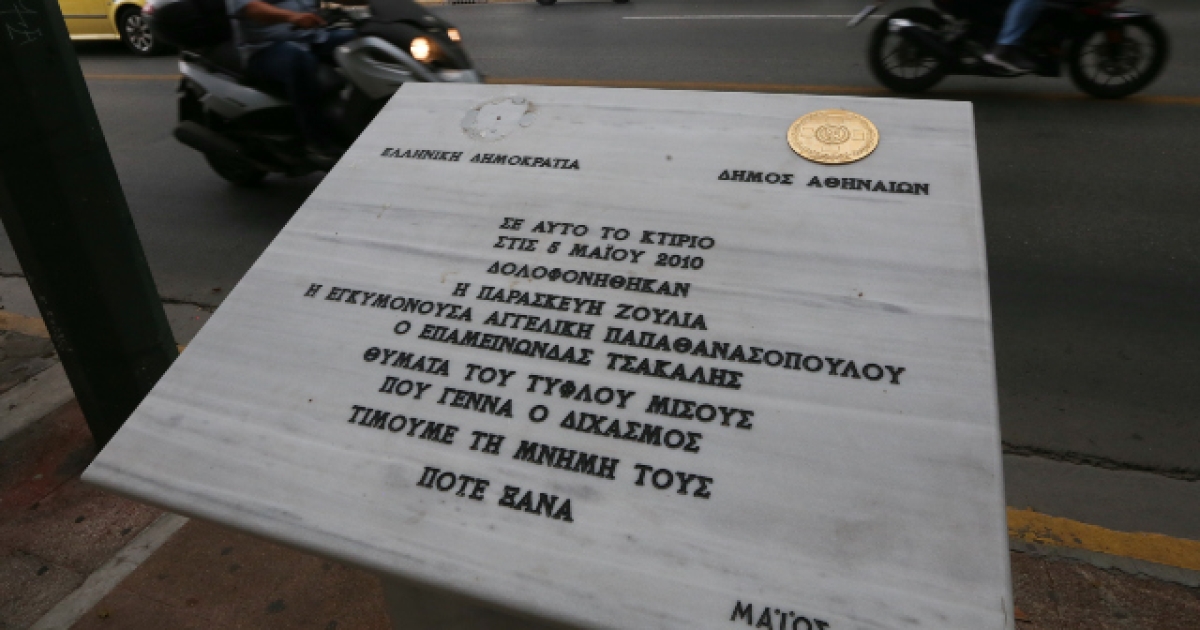 ΕΛΛΗΝΙΚΗ ΔΗΜΟΚΡΑΤΙΑ
ΔΗΜΟΣ ΑΘΗΝΑΙΩΝ
ΣΕ ΑΥΤΟ ΤΟ ΚΤΙΡΙΟ
ΣΤΙΣ 5 ΜΑΪΟΥ 2010
ΔΟΛΟΦΟΝΗΘΗΚΑΝ
Η ΠΑΡΑΣΚΕΥΗ ΖΟΥΛΙΑ
Η ΕΓΚΥΜΟΝΟΥΣΑ ΑΓΓΕΛΙΚΗ ΠΑΠΑΘΑΝΑΣΟΠΟΥΛΟΥ
Ο ΕΠΑΜΕΙΝΩΝΔΑΣ ΤΣΑΚΑΛΗΣ
ΘΥΜΑΤΑ ΤΟΥ ΤΥΦΛΟΥ ΜΙΣΟΥΣ
ΠΟΥ ΓΕΝΝΑ Ο ΔΙΧΑΣΜΟΣ
ΤΙΜΟΥΜΕ ΤΗ ΜΝΗΜΗ ΤΟΥΣ
ΠΟΤΕ ΞΑΝΑ
ΜΑΪΟΣ